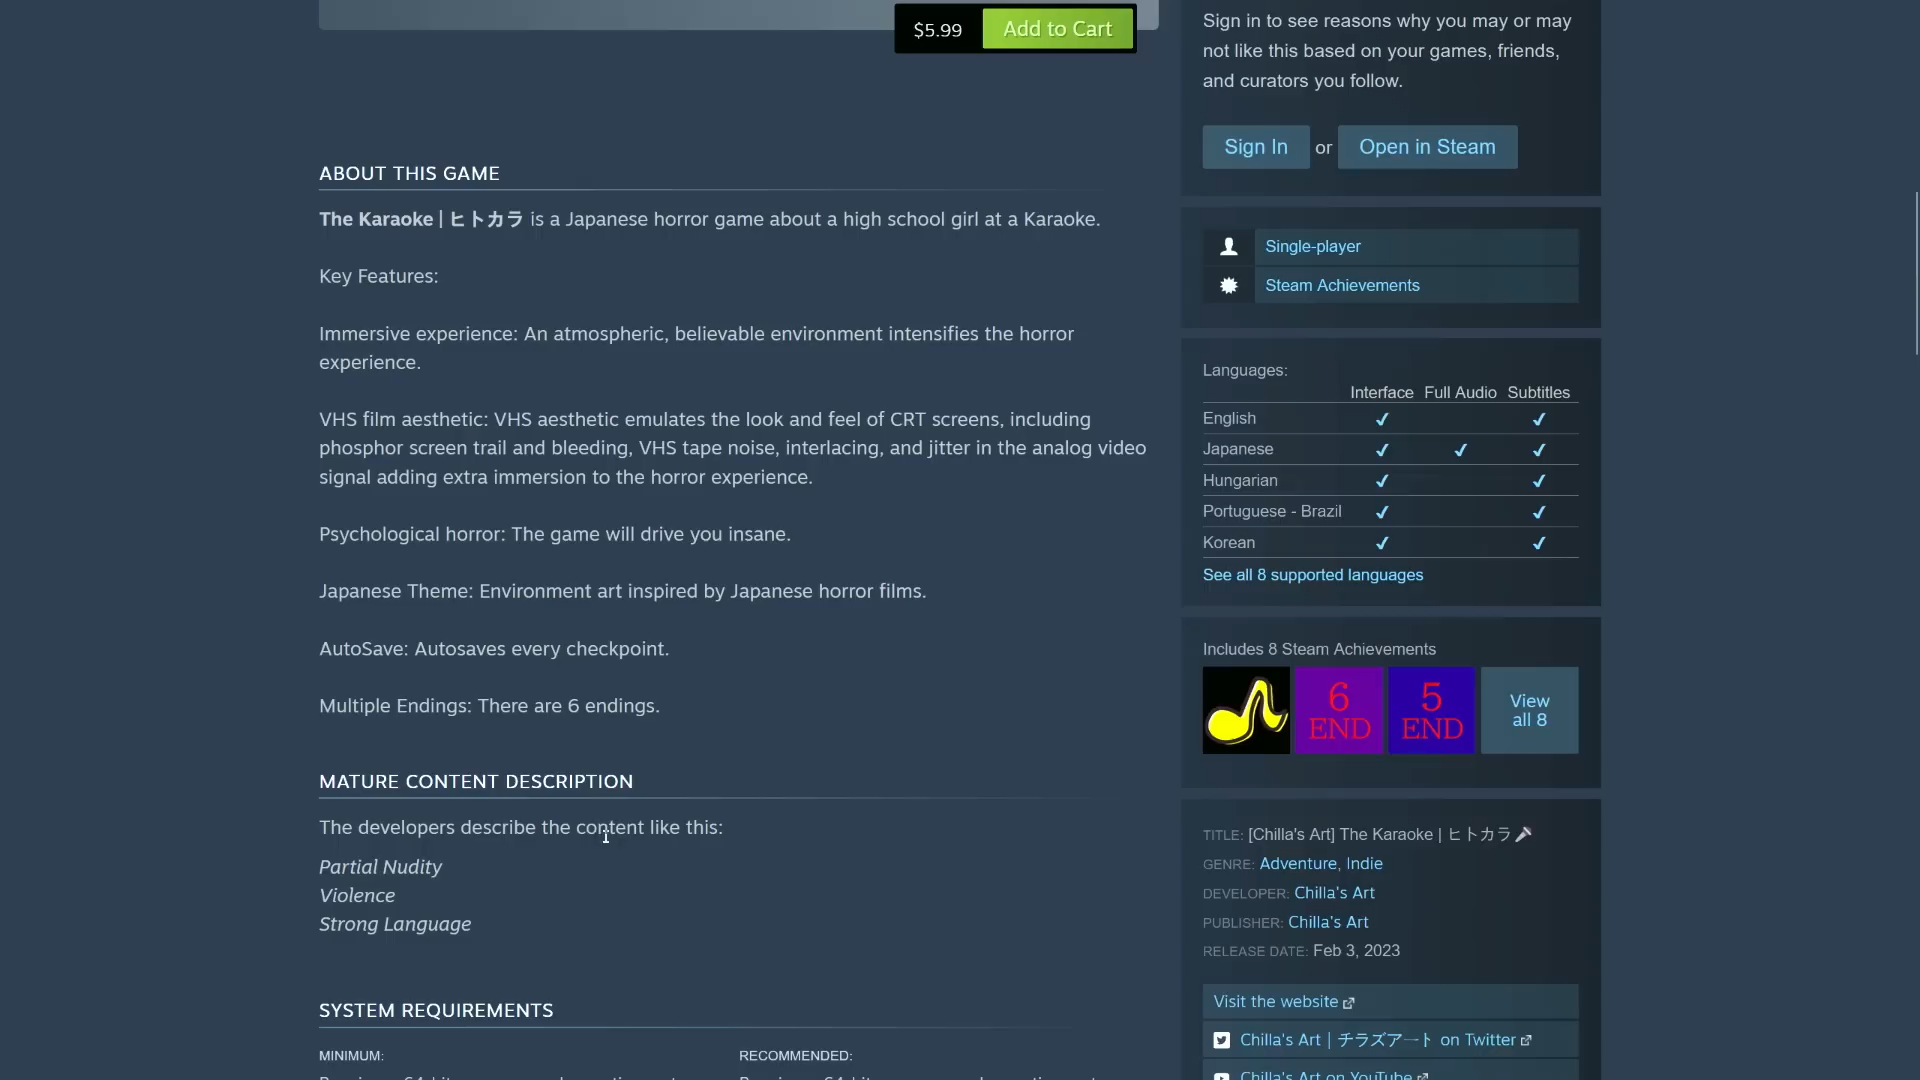 $5.99
Add to Cart
ABOUT THIS GAME
The Karaoke | ヒトカラ is a Japanese horror game about a high school girl at a Karaoke.
Key Features:
Immersive experience: An atmospheric, believable environment intensifies the horror
experience.
VHS film aesthetic: VHS aesthetic emulates the look and feel of CRT screens, including
phosphor screen trail and bleeding, VHS tape noise, interlacing, and jitter in the analog video
signal adding extra immersion to the horror experience.
Psychological horror: The game will drive you insane.
Japanese Theme: Environment art inspired by Japanese horror films.
AutoSave: Autosaves every checkpoint.
Multiple Endings: There are 6 endings.
MATURE CONTENT DESCRIPTION
The developers describe the content like this:
Partial Nudity
Violence
Strong Language
SYSTEM REQUIREMENTS
MINIMUM:
RECOMMENDED:
Sign in to see reasons why you may or may
not like this based on your games, friends,
and curators you follow.
Sign In or Open in Steam
Single-player
Steam Achievements
Languages:
Interface Full Audio Subtitles
English ✔ ✔
Japanese ✔ ✔ ✔
Hungarian ✔ ✔
Portuguese - Brazil ✔ ✔
Korean ✔ ✔
See all 8 supported languages
Includes 8 Steam Achievements
6
END
5
END
View
all 8
TITLE: [Chilla's Art] The Karaoke | ヒトカラ🎤
GENRE: Adventure, Indie
DEVELOPER: Chilla's Art
PUBLISHER: Chilla's Art
RELEASE DATE: Feb 3, 2023
Visit the website
Chilla's Art | チラズアート on Twitter
Chilla's Art on YouTube